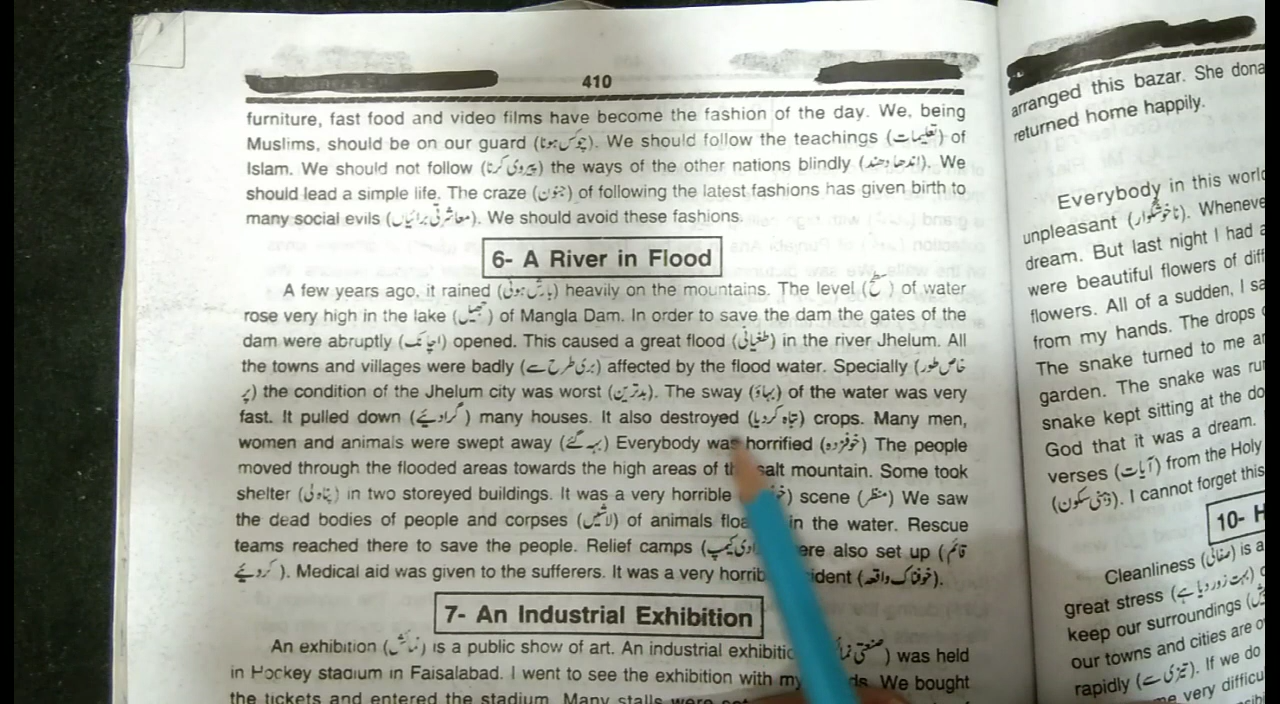 410
furniture, fast food and video films have become the fashion of the day. We, being
Muslims, should be on our guard (چوکس ہونا). We should follow the teachings (تعلیمات) of
Islam. We should not follow (پیروی کرنا) the ways of the other nations blindly (اندھا دھند). We
should lead a simple life. The craze (جنون) of following the latest fashions has given birth to
many social evils (معاشرتی برائیاں). We should avoid these fashions.
6- A River in Flood
A few years ago, it rained (بارش ہوئی) heavily on the mountains. The level (سطح) of water
rose very high in the lake (جھیل) of Mangla Dam. In order to save the dam the gates of the
dam were abruptly (اچانک) opened. This caused a great flood (طغیانی) in the river Jhelum. All
the towns and villages were badly (بری طرح سے) affected by the flood water. Specially (خاص طور
پر) the condition of the Jhelum city was worst (بدترین). The sway (بہاؤ) of the water was very
fast. It pulled down (گرا دیئے) many houses. It also destroyed (تباہ کر دیا) crops. Many men,
women and animals were swept away (بہہ گئے) Everybody was horrified (خوفزدہ) The people
moved through the flooded areas towards the high areas of salt mountain. Some took
shelter (پناہ لی) in two storeyed buildings. It was a very horrible scene (منظر) We saw
the dead bodies of people and corpses (لاشیں) of animals in the water. Rescue
teams reached there to save the people. Relief camps also set up (قائم
کر دیئے). Medical aid was given to the sufferers. It was a very (خوفناک واقعہ).
7- An Industrial Exhibition
An exhibition (نمائش) is a public show of art. An industrial (صنعتی) was held
in Hockey stadium in Faisalabad. I went to see the exhibition with my We bought
the tickets and entered the stadium. Many stalls were
arranged this bazar. She
returned home happily.
Everybody in this
unpleasant (ناخوشگوار).
dream. But last night I had
were beautiful flowers of
flowers. All of a sudden, I
from my hands. The drops
The snake turned to me
garden. The snake was
snake kept sitting at the
God that it was a dream.
verses (آیات) from the Holy
(ذہنی سکون). I cannot forget this
10-
Cleanliness (صفائی) is
great stress (بہت زور دیا ہے)
keep our surroundings
our towns and cities are
rapidly (تیزی سے). If we do
very